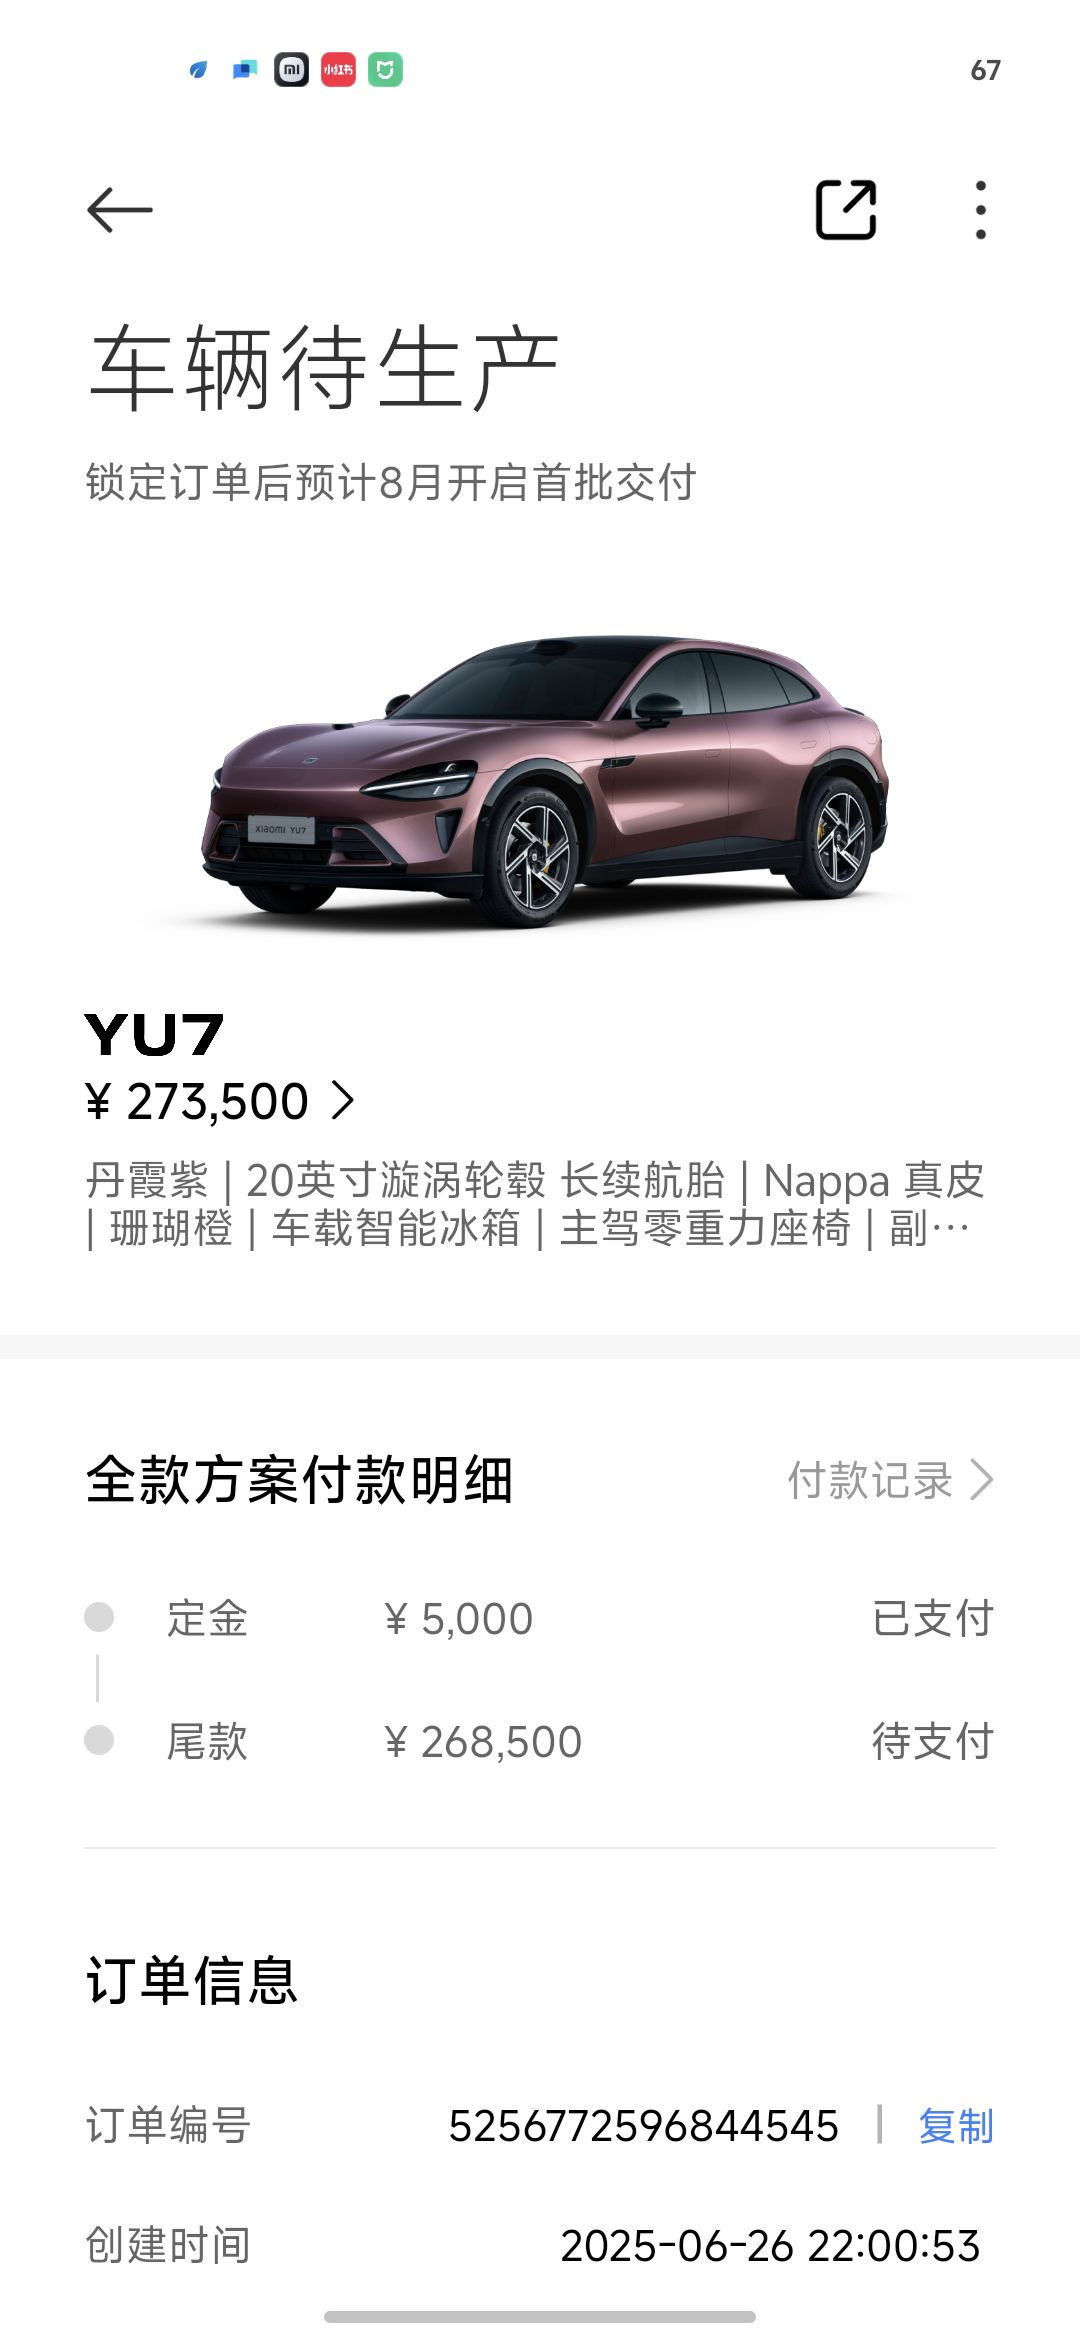 小红书
67
车辆待生产
锁定订单后预计8月开启首批交付
xiaomi YU7
YU7
¥ 273,500
丹霞紫 | 20英寸漩涡轮毂 长续航胎 | Nappa 真皮
| 珊瑚橙 | 车载智能冰箱 | 主驾零重力座椅 | 副…
全款方案付款明细
付款记录
定金 ¥ 5,000 已支付
尾款 ¥ 268,500 待支付
订单信息
订单编号 5256772596844545 | 复制
创建时间 2025-06-26 22:00:53